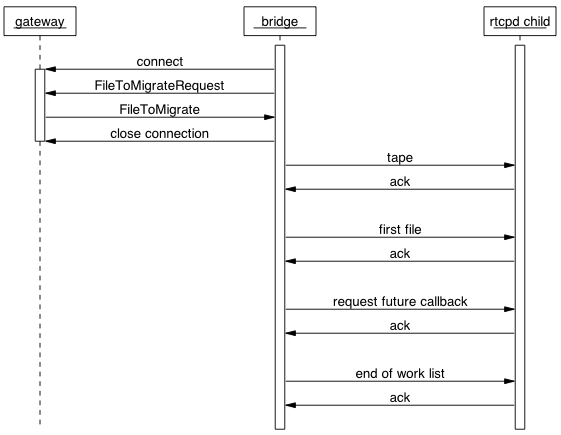 gateway
bridge
rtcpd child
connect
FileToMigrateRequest
FileToMigrate
close connection
tape
ack
first file
ack
request future callback
ack
end of work list
ack